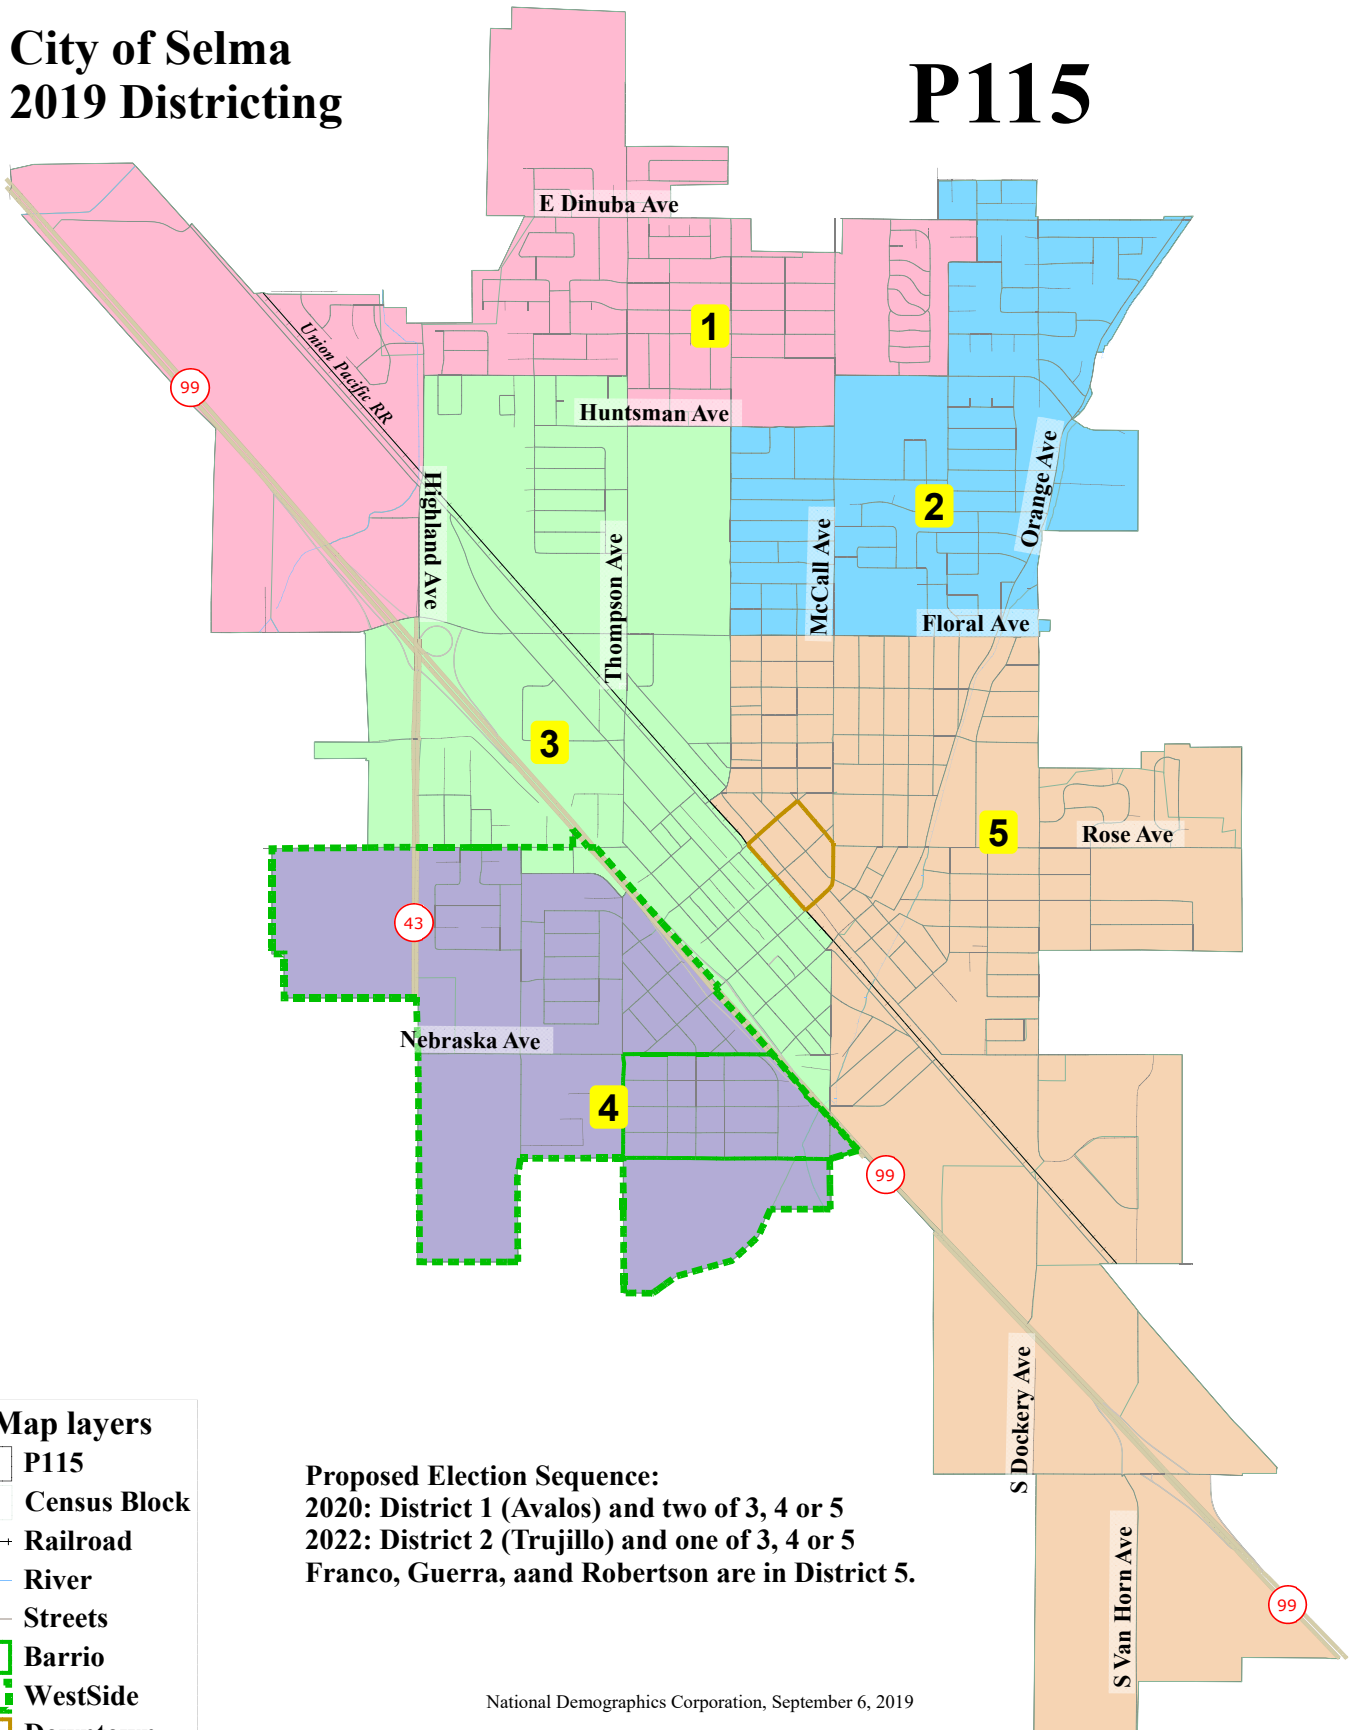 City of Selma
2019 Districting
P115
E Dinuba Ave
1
Union Pacific RR
99
Huntsman Ave
Highland Ave
Thompson Ave
McCall Ave
2
Orange Ave
Floral Ave
3
5
Rose Ave
43
Nebraska Ave
4
99
S Dockery Ave
S Van Horn Ave
99
Map layers
P115
Census Block
Railroad
River
Streets
Barrio
WestSide
Proposed Election Sequence:
2020: District 1 (Avalos) and two of 3, 4 or 5
2022: District 2 (Trujillo) and one of 3, 4 or 5
Franco, Guerra, aand Robertson are in District 5.
National Demographics Corporation, September 6, 2019